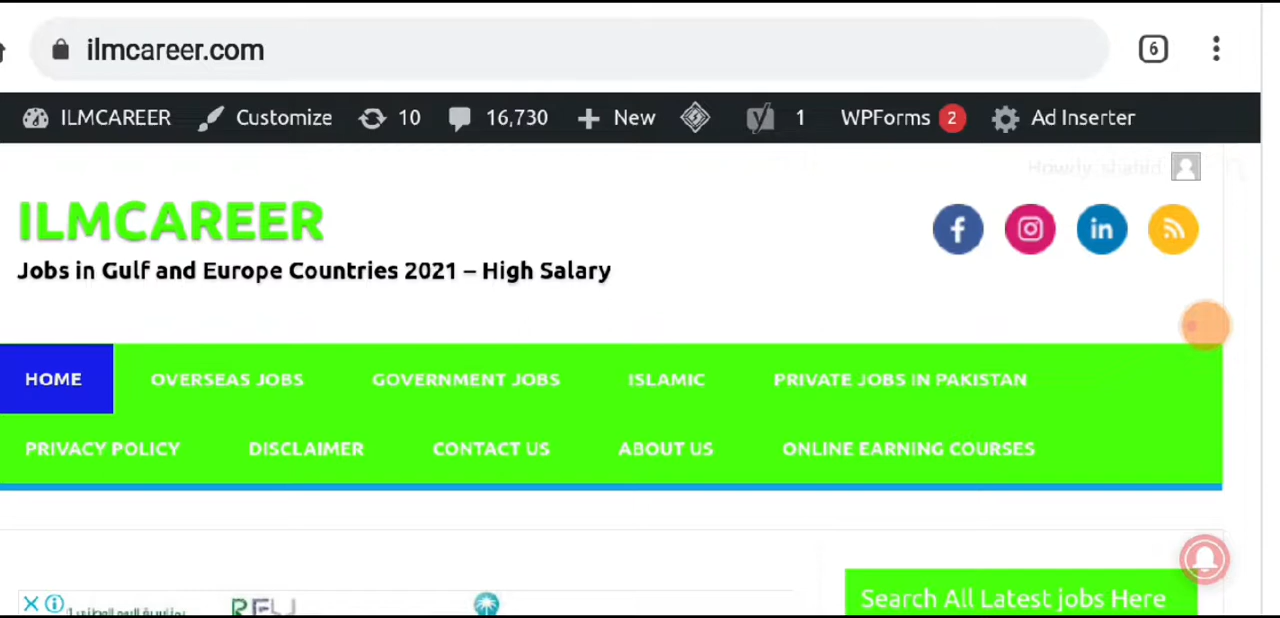 ilmcareer.com
6
ILMCAREER Customize 10 16,730 + New 1 WPForms 2 Ad Inserter
Howdy, shahid
ILMCAREER
Jobs in Gulf and Europe Countries 2021 – High Salary
HOME OVERSEAS JOBS GOVERNMENT JOBS ISLAMIC PRIVATE JOBS IN PAKISTAN
PRIVACY POLICY DISCLAIMER CONTACT US ABOUT US ONLINE EARNING COURSES
Search All Latest jobs Here